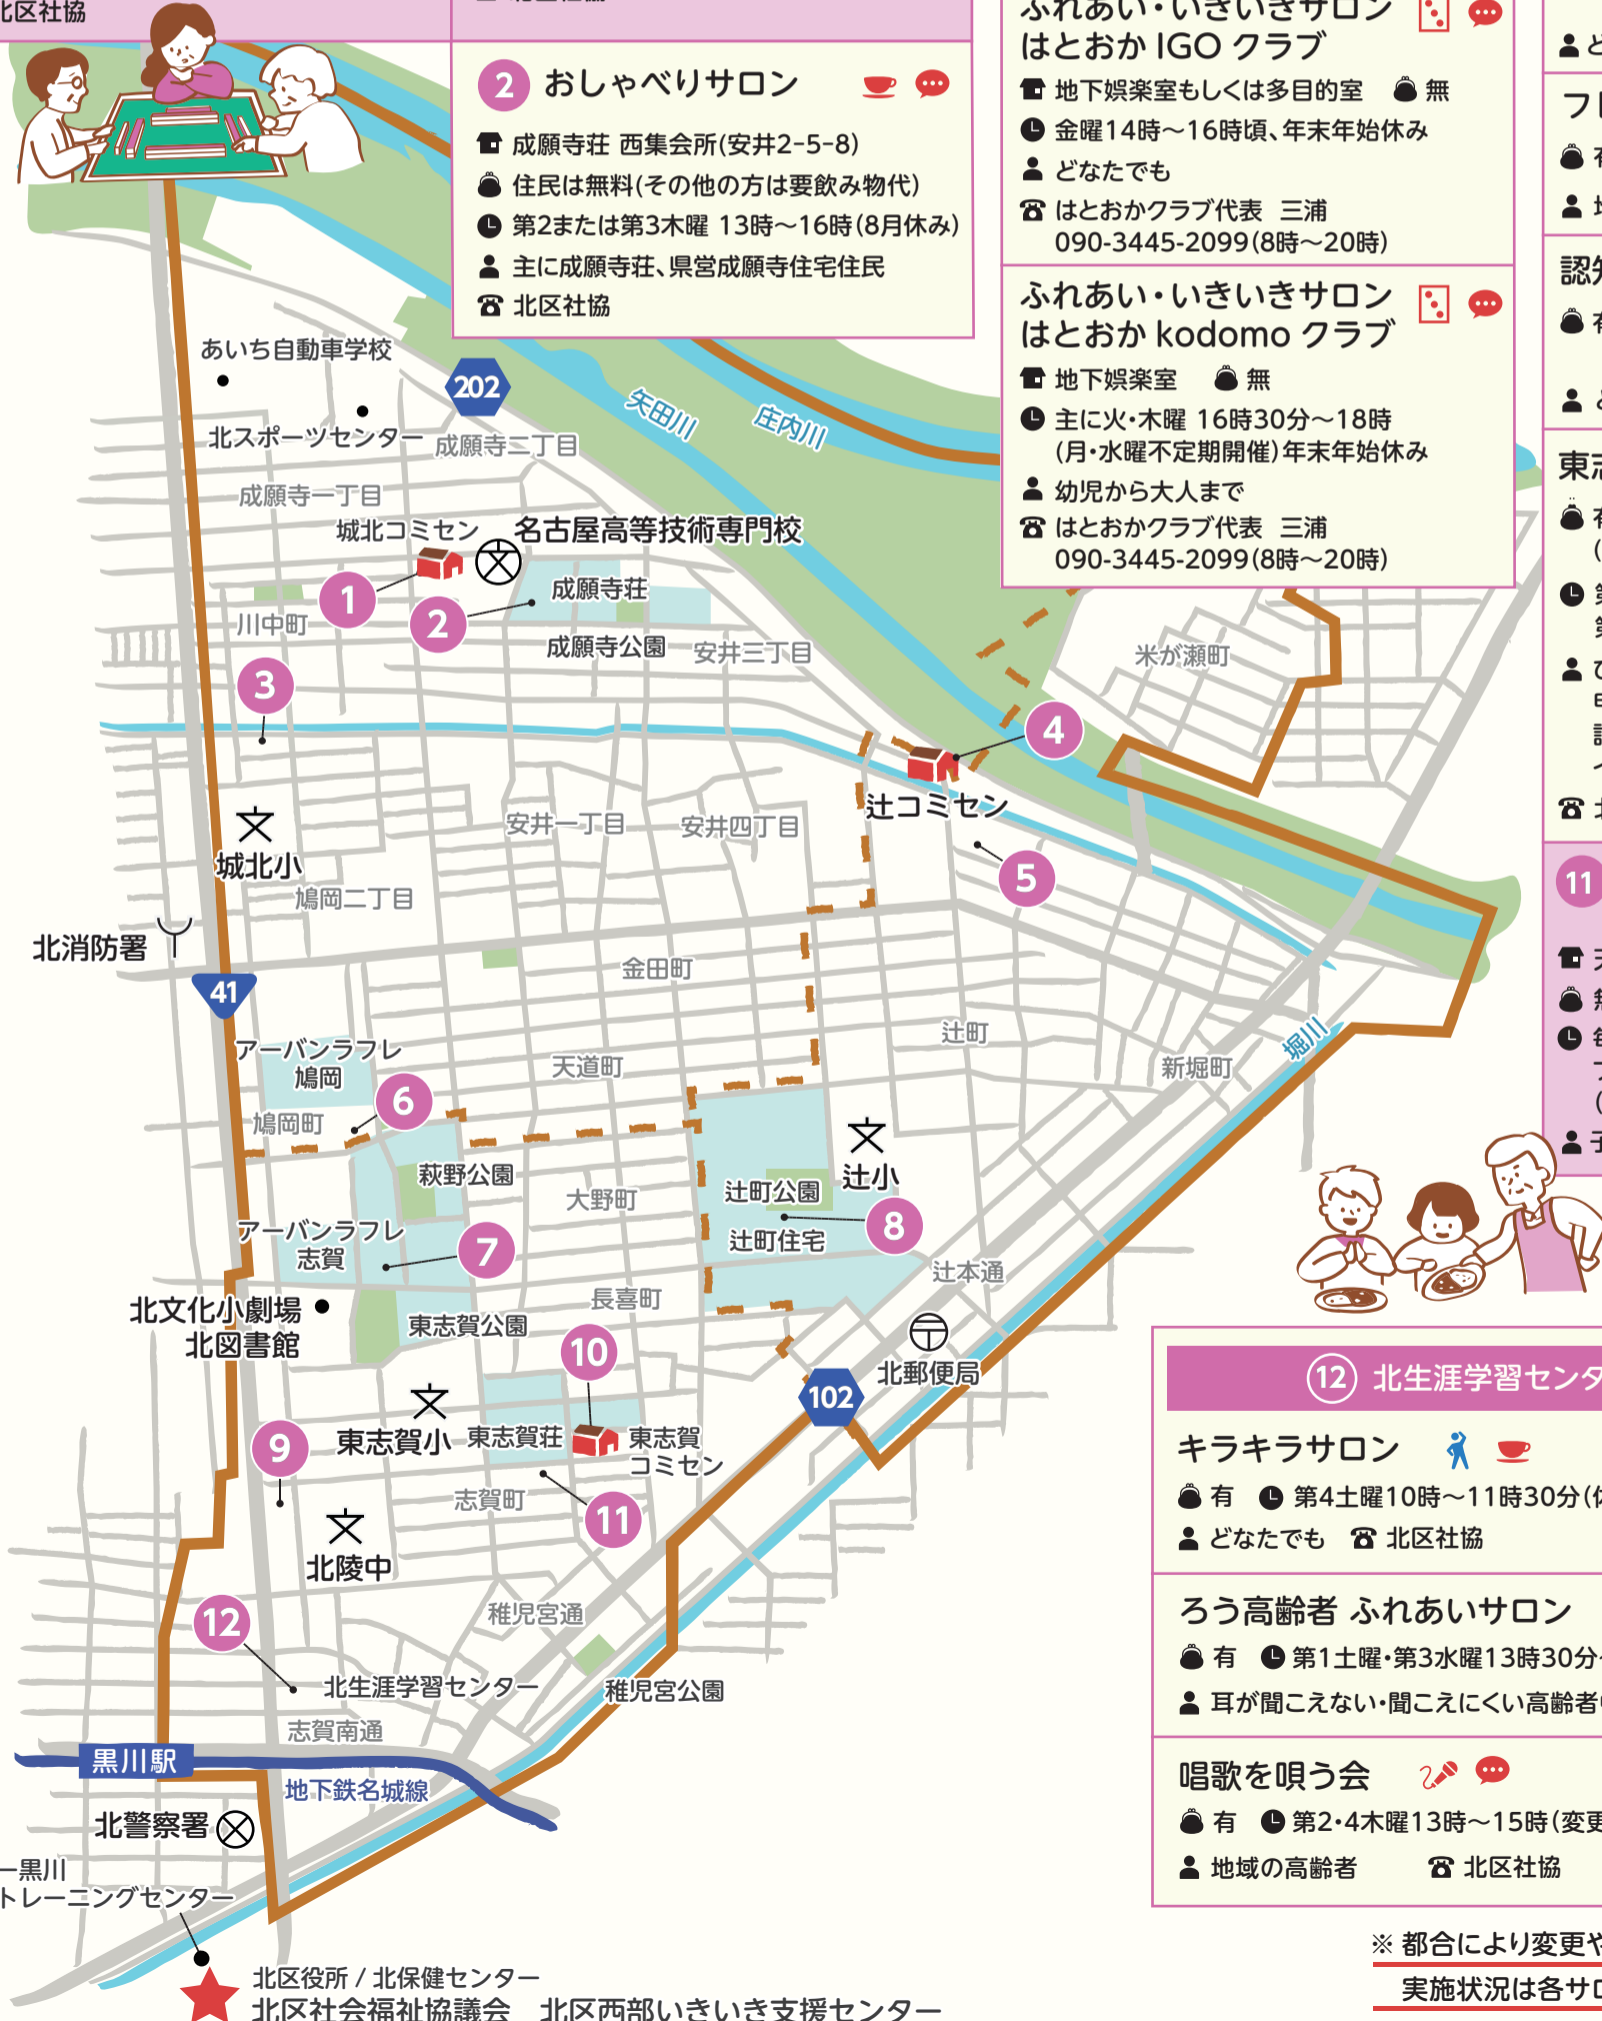 北区社協
② おしゃべりサロン
成願寺荘 西集会所(安井2-5-8)
住民は無料(その他の方は要飲み物代)
第2または第3木曜 13時～16時(8月休み)
主に成願寺荘、県営成願寺住宅住民
北区社協
ふれあい・いきいきサロン
はとおか IGO クラブ
地下娯楽室もしくは多目的室 無
金曜14時～16時頃、年末年始休み
どなたでも
はとおかクラブ代表 三浦
090-3445-2099(8時～20時)
ふれあい・いきいきサロン
はとおか kodomo クラブ
地下娯楽室 無
主に火・木曜 16時30分～18時
(月・水曜不定期開催)年末年始休み
幼児から大人まで
はとおかクラブ代表 三浦
090-3445-2099(8時～20時)
あいち自動車学校
202
矢田川
庄内川
北スポーツセンター
成願寺二丁目
成願寺一丁目
城北コミセン
名古屋高等技術専門校
1
2
成願寺荘
川中町
成願寺公園
安井三丁目
米が瀬町
3
4
辻コミセン
安井一丁目
安井四丁目
城北小
5
鳩岡二丁目
北消防署
金田町
41
辻町
堀川
アーバンラフレ
鳩岡
天道町
新堀町
6
鳩岡町
萩野公園
辻小
大野町
辻町公園
8
アーバンラフレ
志賀
7
辻町住宅
辻本通
長喜町
北文化小劇場
北図書館
東志賀公園
10
北郵便局
102
9
東志賀小
東志賀荘
東志賀
コミセン
志賀町
11
北陵中
12
稚児宮通
北生涯学習センター
稚児宮公園
志賀南通
黒川駅
地下鉄名城線
北警察署
ー黒川
トレーニングセンター
北区役所 / 北保健センター
北区社会福祉協議会 北区西部いきいき支援センター
11
⑫ 北生涯学習センタ
キラキラサロン
有 第4土曜10時～11時30分(
どなたでも 北区社協
ろう高齢者 ふれあいサロン
有 第1土曜・第3水曜13時30分
耳が聞こえない・聞こえにくい高齢者
唱歌を唄う会
有 第2・4木曜13時～15時(変更
地域の高齢者 北区社協
※ 都合により変更や
実施状況は各サロ